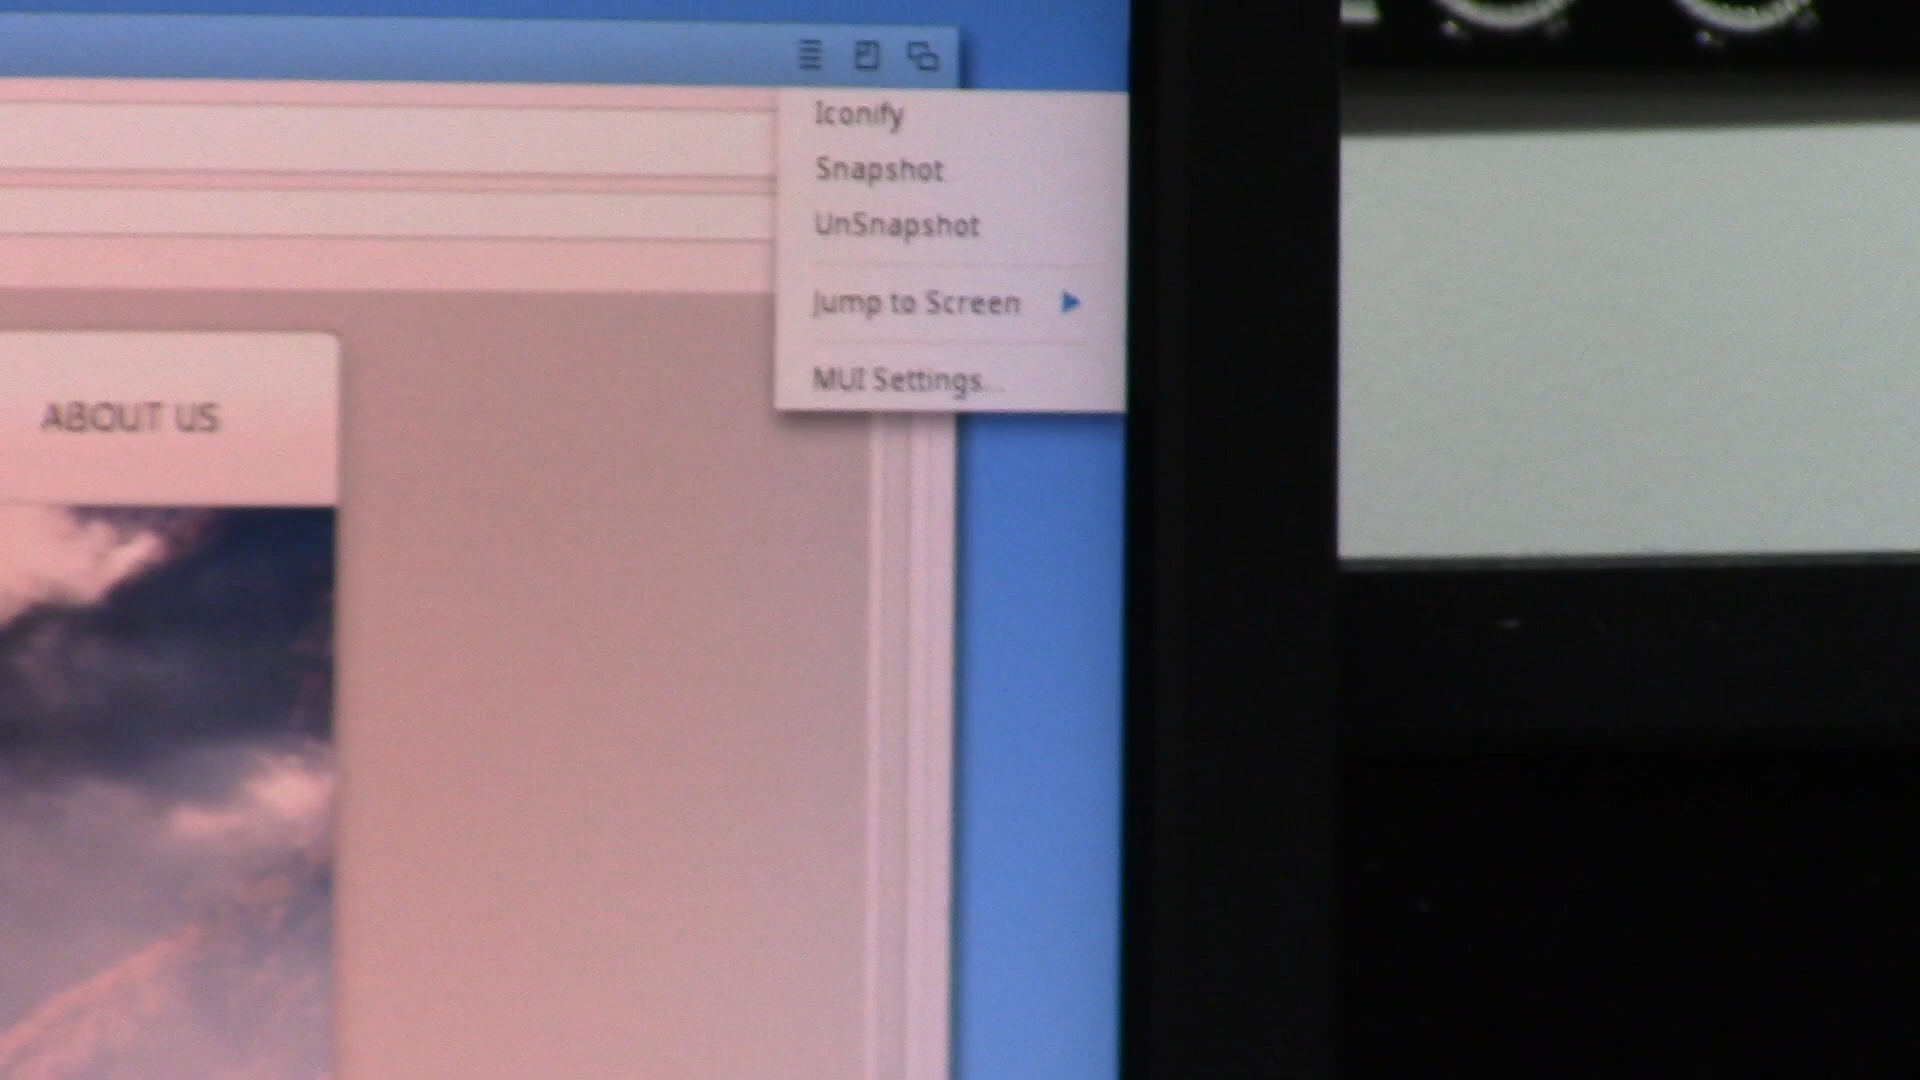 Iconify
Snapshot
UnSnapshot
Jump to Screen
MUI Settings...
ABOUT US